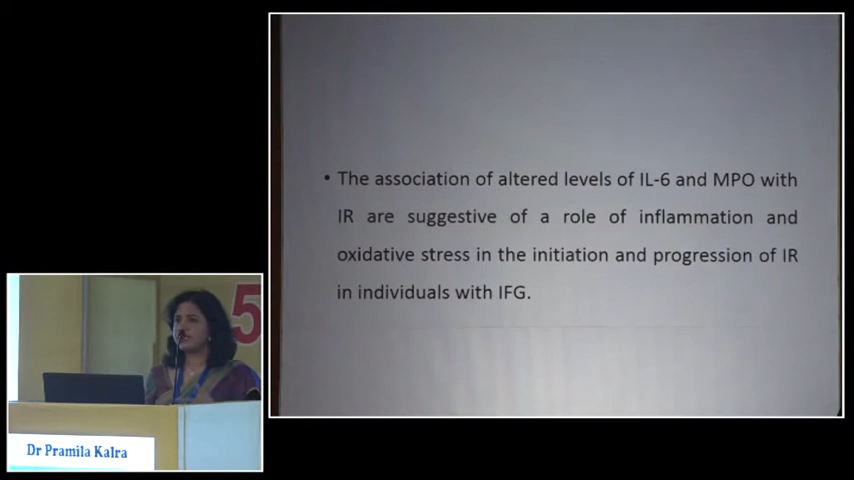 • The association of altered levels of IL-6 and MPO with
IR are suggestive of a role of inflammation and
oxidative stress in the initiation and progression of IR
in individuals with IFG.
5
Dr Pramila Kalra